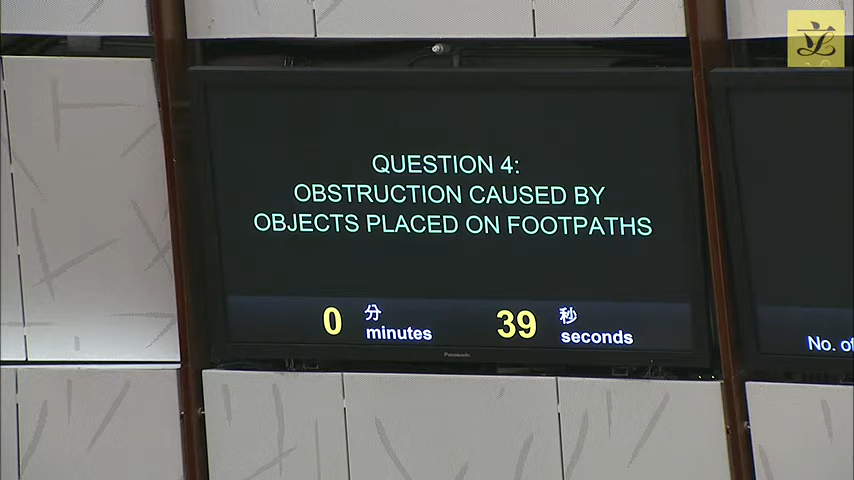 QUESTION 4:
OBSTRUCTION CAUSED BY
OBJECTS PLACED ON FOOTPATHS
0 分 minutes 39 秒 seconds
Panasonic
No. of